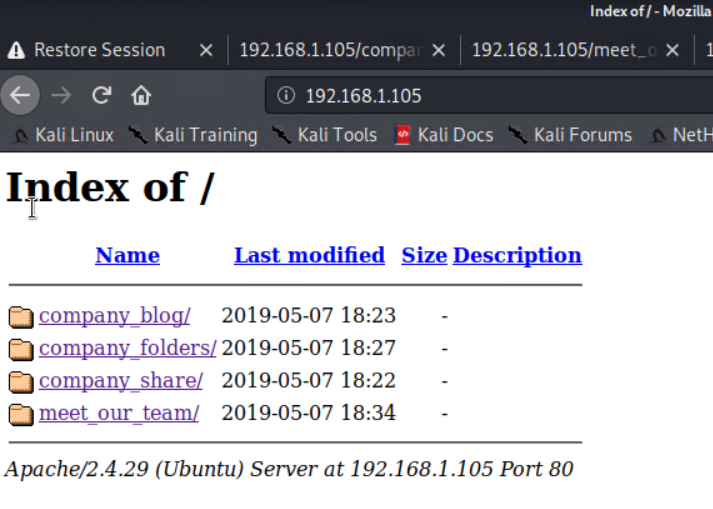 Index of / - Mozilla
Restore Session × 192.168.1.105/compar × 192.168.1.105/meet_o × 1
192.168.1.105
Kali Linux Kali Training Kali Tools Kali Docs Kali Forums NetH
Index of /
Name Last modified Size Description
company_blog/ 2019-05-07 18:23 -
company_folders/ 2019-05-07 18:27 -
company_share/ 2019-05-07 18:22 -
meet_our_team/ 2019-05-07 18:34 -
Apache/2.4.29 (Ubuntu) Server at 192.168.1.105 Port 80